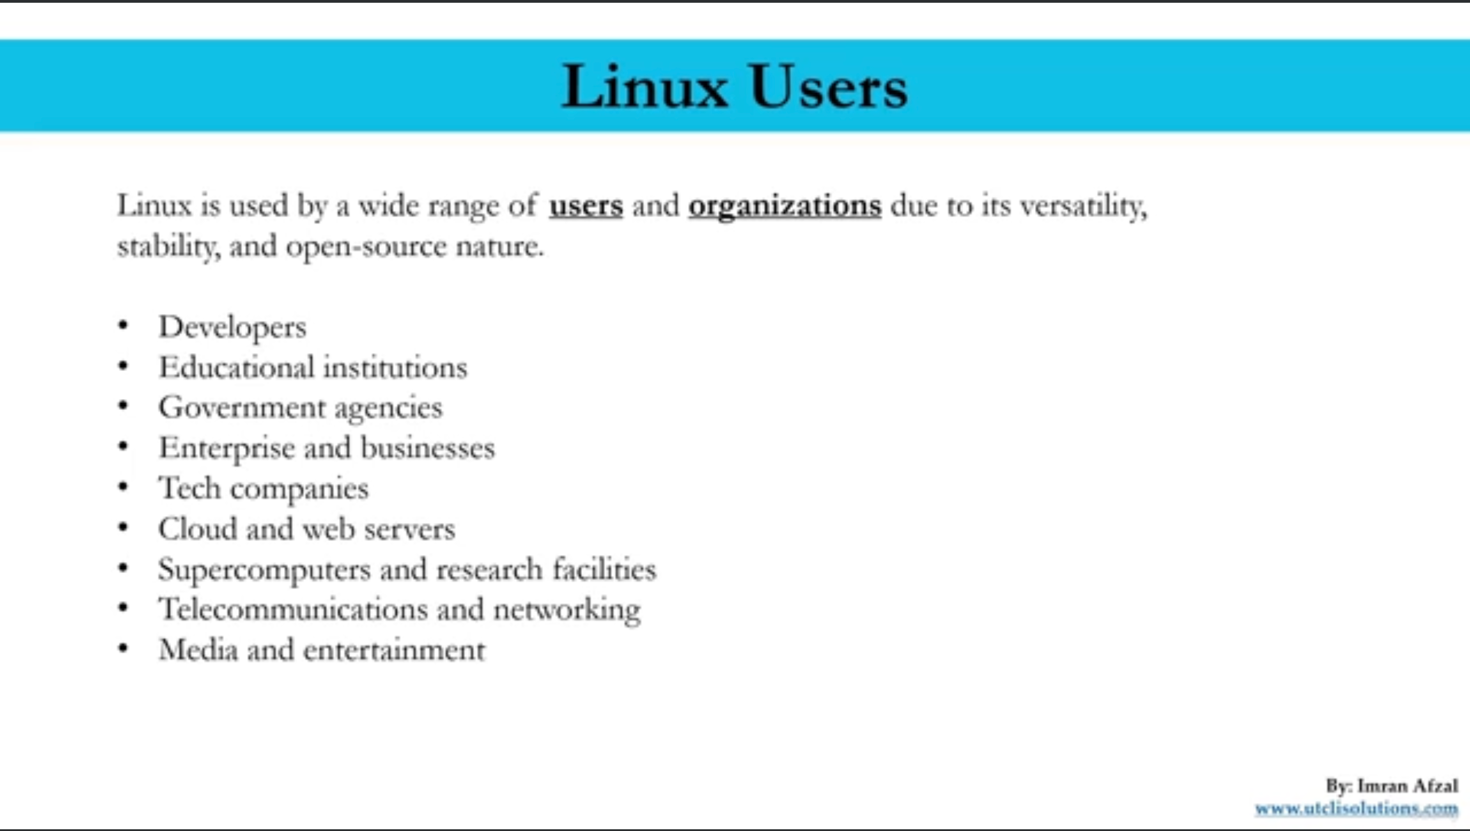 Linux Users
Linux is used by a wide range of users and organizations due to its versatility,
stability, and open-source nature.
• Developers
• Educational institutions
• Government agencies
• Enterprise and businesses
• Tech companies
• Cloud and web servers
• Supercomputers and research facilities
• Telecommunications and networking
• Media and entertainment
By: Imran Afzal
www.utclisolutions.com